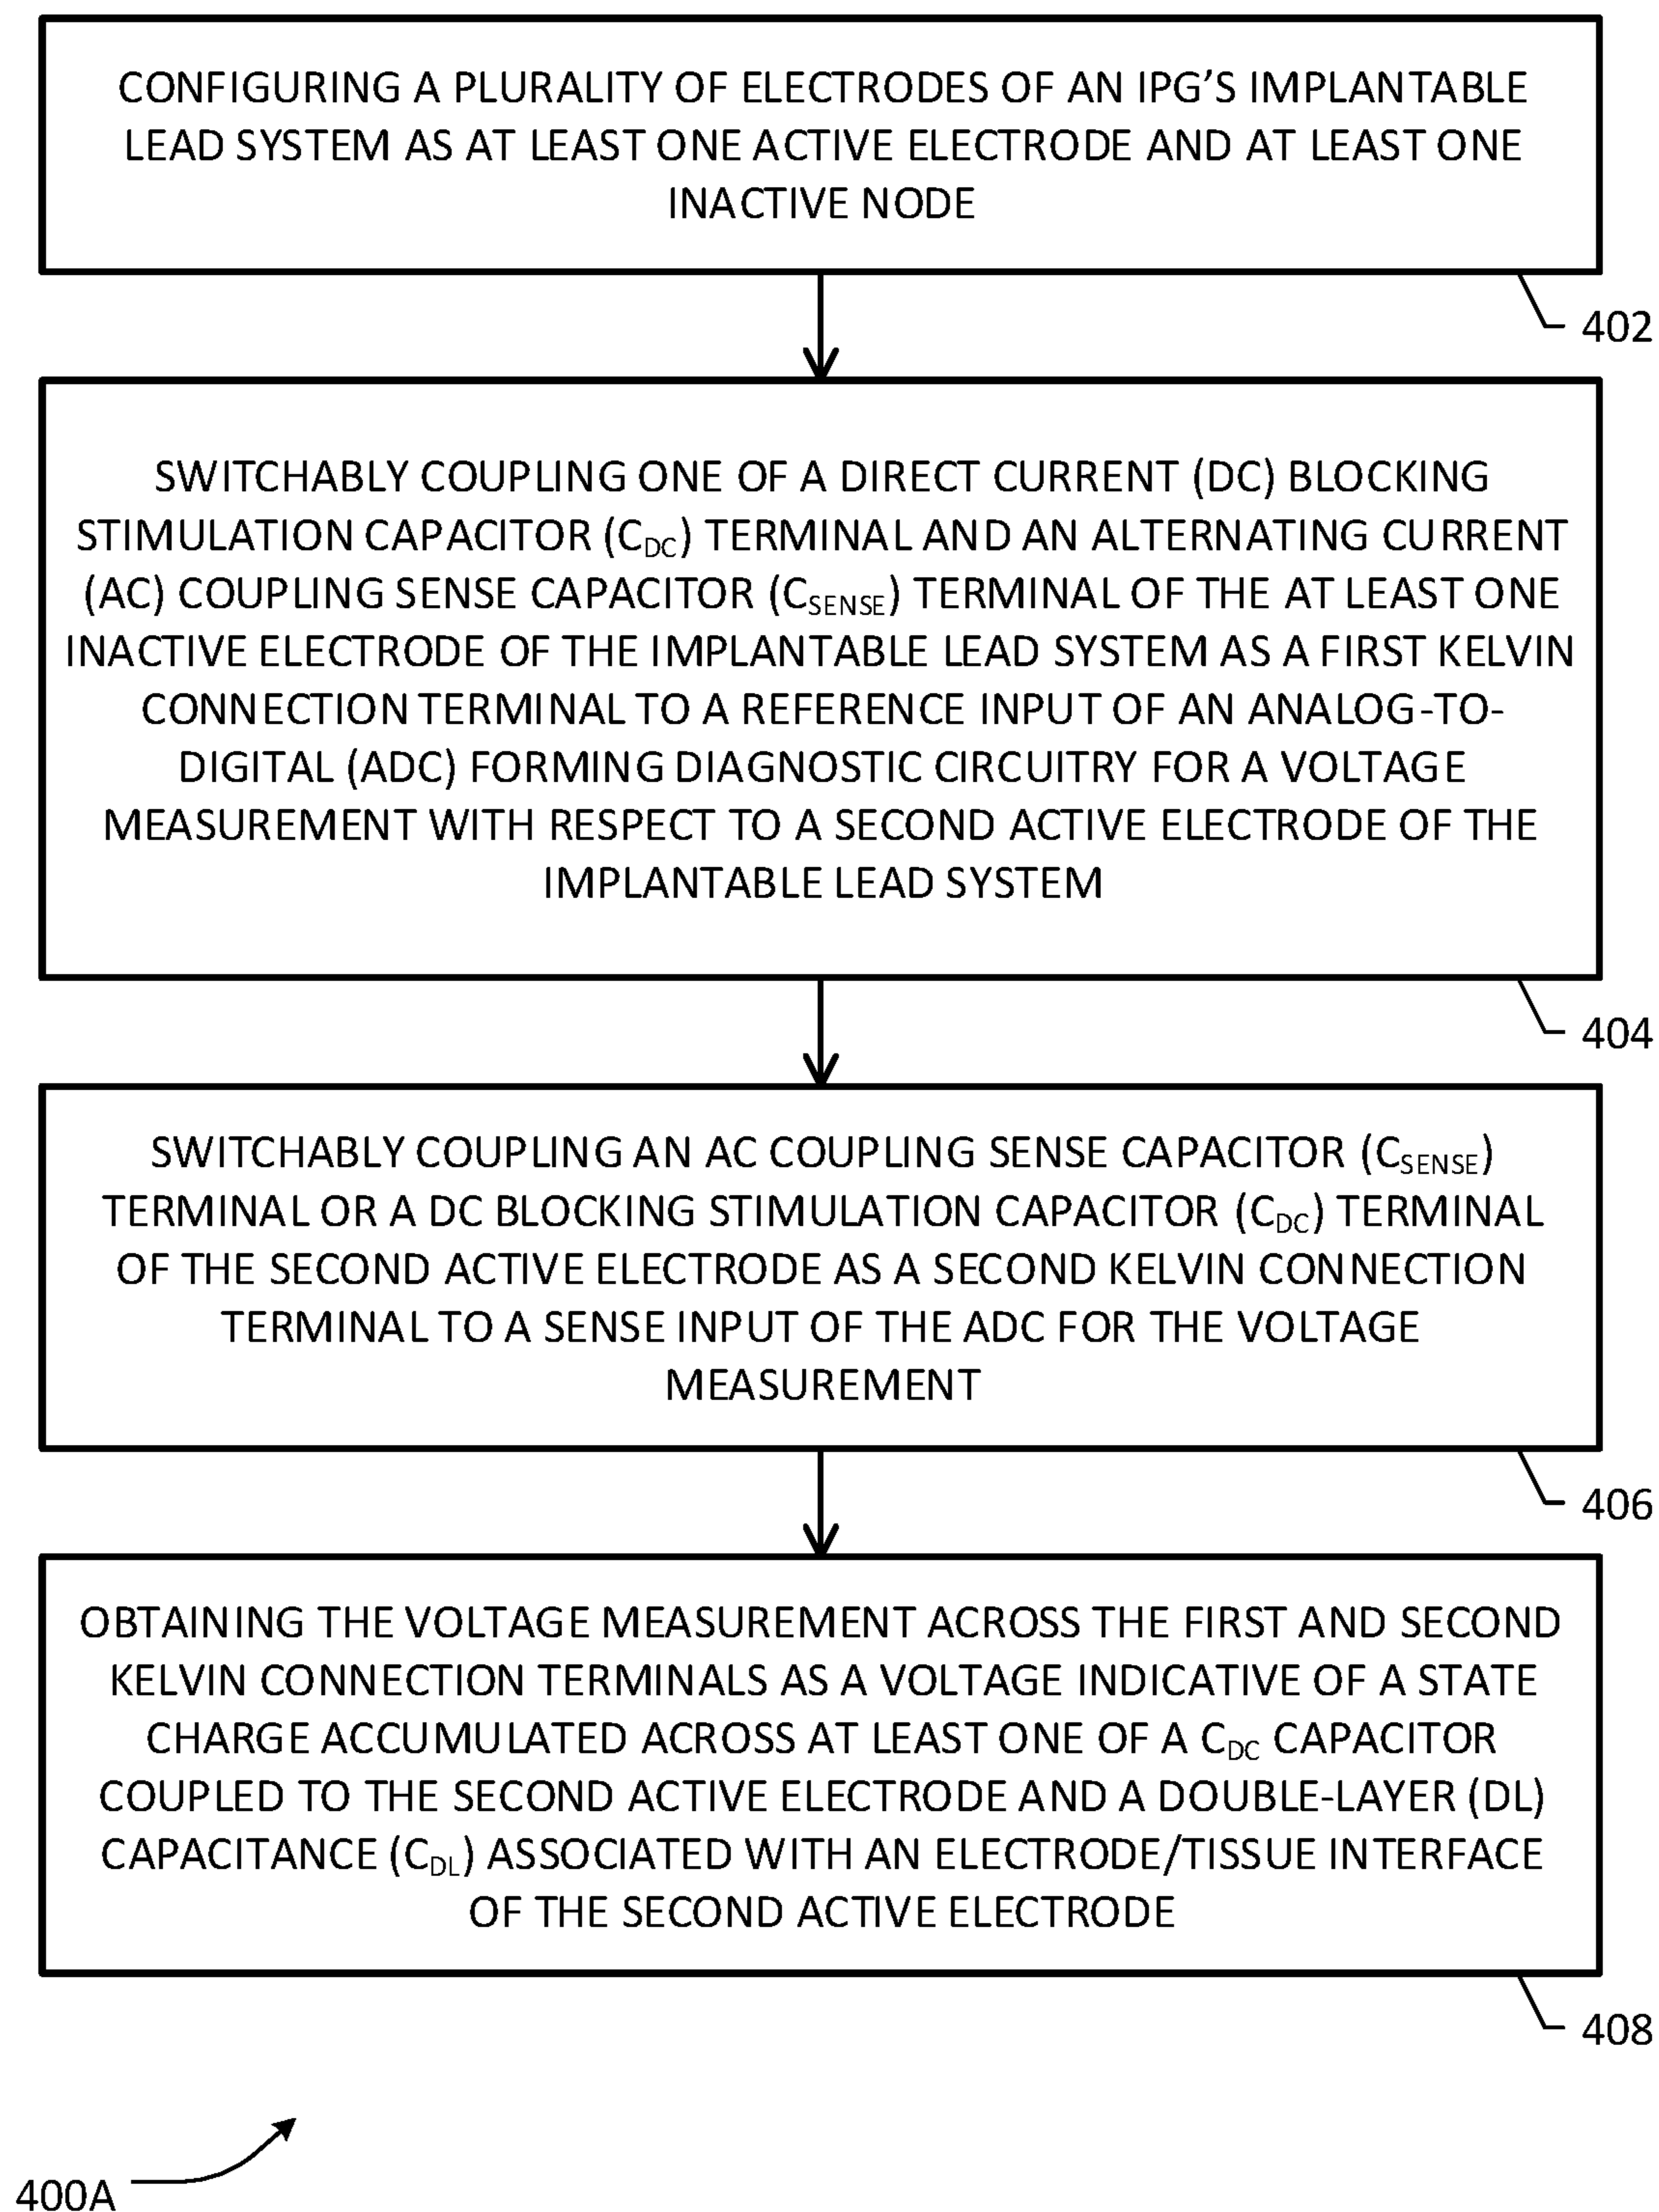 CONFIGURING A PLURALITY OF ELECTRODES OF AN IPG'S IMPLANTABLE
LEAD SYSTEM AS AT LEAST ONE ACTIVE ELECTRODE AND AT LEAST ONE
INACTIVE NODE
402
SWITCHABLY COUPLING ONE OF A DIRECT CURRENT (DC) BLOCKING
STIMULATION CAPACITOR (C_DC) TERMINAL AND AN ALTERNATING CURRENT
(AC) COUPLING SENSE CAPACITOR (C_SENSE) TERMINAL OF THE AT LEAST ONE
INACTIVE ELECTRODE OF THE IMPLANTABLE LEAD SYSTEM AS A FIRST KELVIN
CONNECTION TERMINAL TO A REFERENCE INPUT OF AN ANALOG-TO-
DIGITAL (ADC) FORMING DIAGNOSTIC CIRCUITRY FOR A VOLTAGE
MEASUREMENT WITH RESPECT TO A SECOND ACTIVE ELECTRODE OF THE
IMPLANTABLE LEAD SYSTEM
404
SWITCHABLY COUPLING AN AC COUPLING SENSE CAPACITOR (C_SENSE)
TERMINAL OR A DC BLOCKING STIMULATION CAPACITOR (C_DC) TERMINAL
OF THE SECOND ACTIVE ELECTRODE AS A SECOND KELVIN CONNECTION
TERMINAL TO A SENSE INPUT OF THE ADC FOR THE VOLTAGE
MEASUREMENT
406
OBTAINING THE VOLTAGE MEASUREMENT ACROSS THE FIRST AND SECOND
KELVIN CONNECTION TERMINALS AS A VOLTAGE INDICATIVE OF A STATE
CHARGE ACCUMULATED ACROSS AT LEAST ONE OF A C_DC CAPACITOR
COUPLED TO THE SECOND ACTIVE ELECTRODE AND A DOUBLE-LAYER (DL)
CAPACITANCE (C_DL) ASSOCIATED WITH AN ELECTRODE/TISSUE INTERFACE
OF THE SECOND ACTIVE ELECTRODE
408
400A